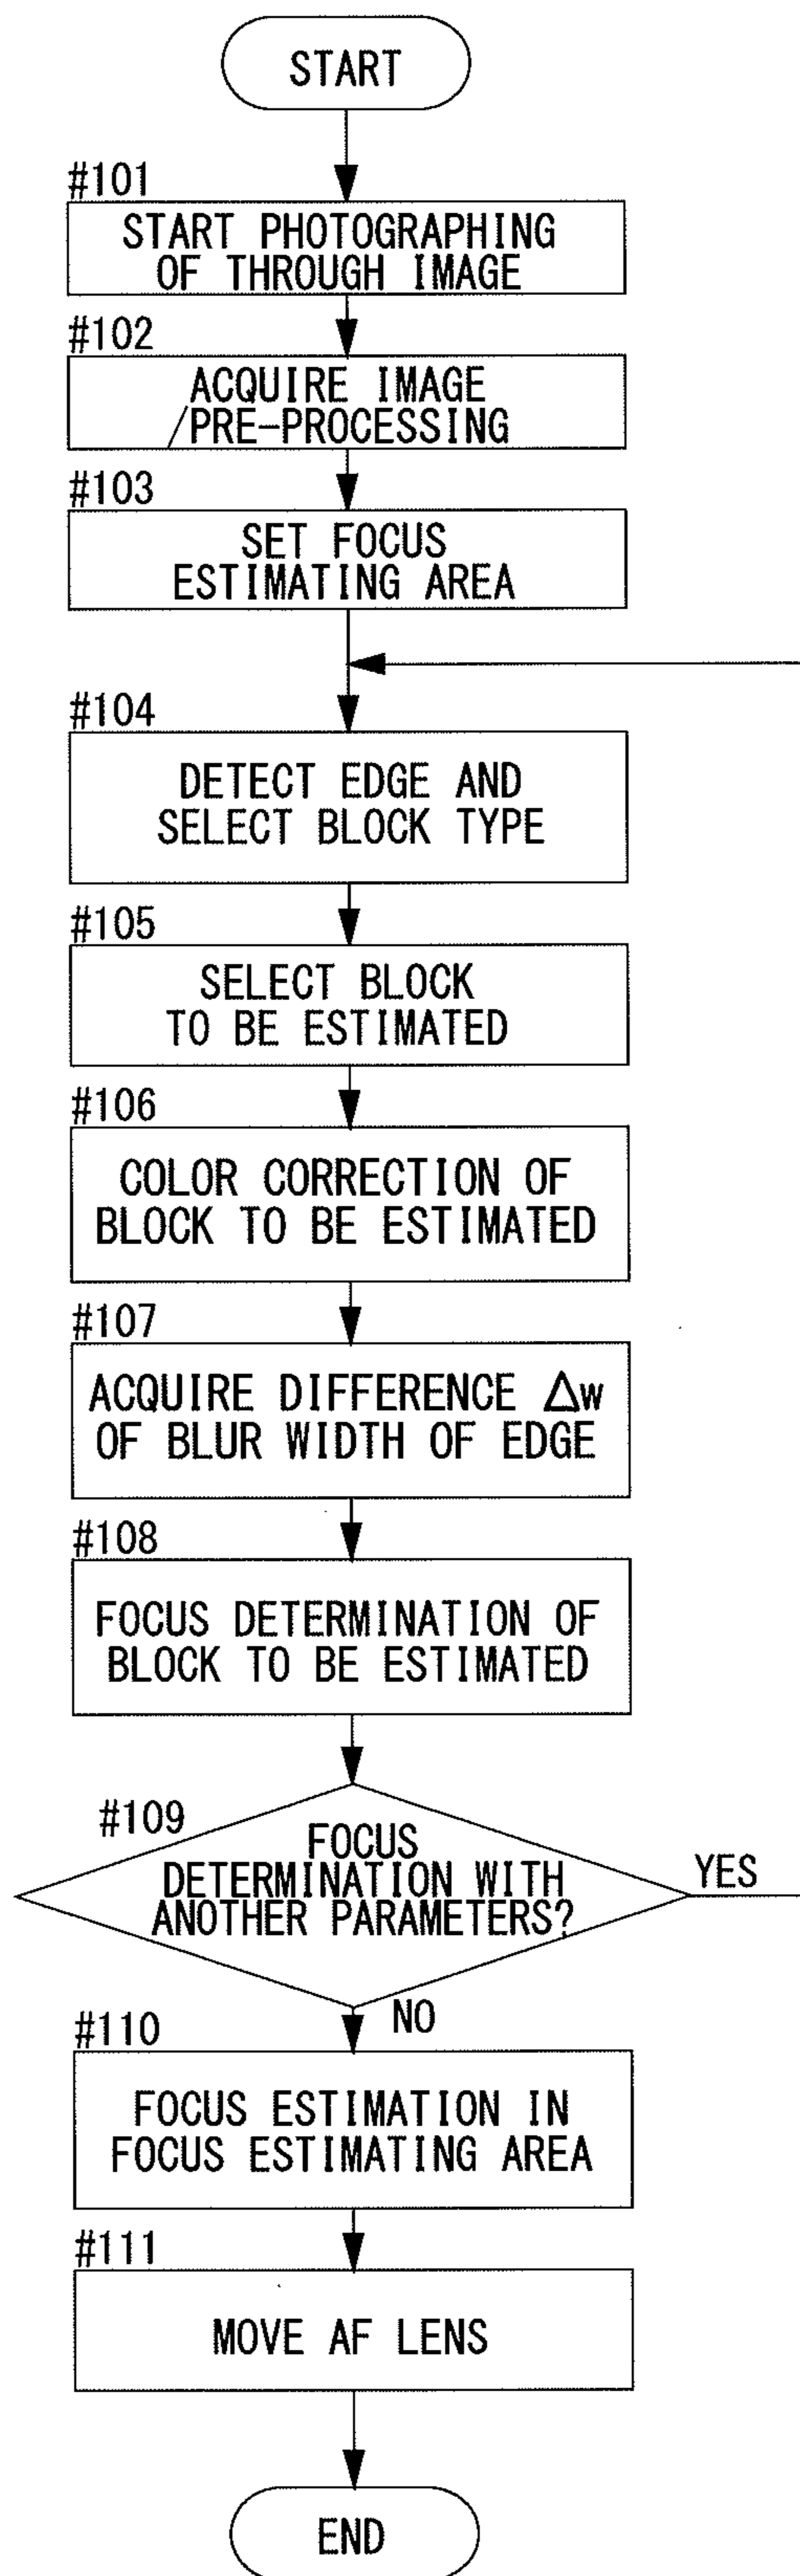 START
#101
START PHOTOGRAPHING
OF THROUGH IMAGE
#102
ACQUIRE IMAGE
/PRE-PROCESSING
#103
SET FOCUS
ESTIMATING AREA
#104
DETECT EDGE AND
SELECT BLOCK TYPE
#105
SELECT BLOCK
TO BE ESTIMATED
#106
COLOR CORRECTION OF
BLOCK TO BE ESTIMATED
#107
ACQUIRE DIFFERENCE Δw
OF BLUR WIDTH OF EDGE
#108
FOCUS DETERMINATION OF
BLOCK TO BE ESTIMATED
#109
FOCUS
DETERMINATION WITH
ANOTHER PARAMETERS?
YES
NO
#110
FOCUS ESTIMATION IN
FOCUS ESTIMATING AREA
#111
MOVE AF LENS
END